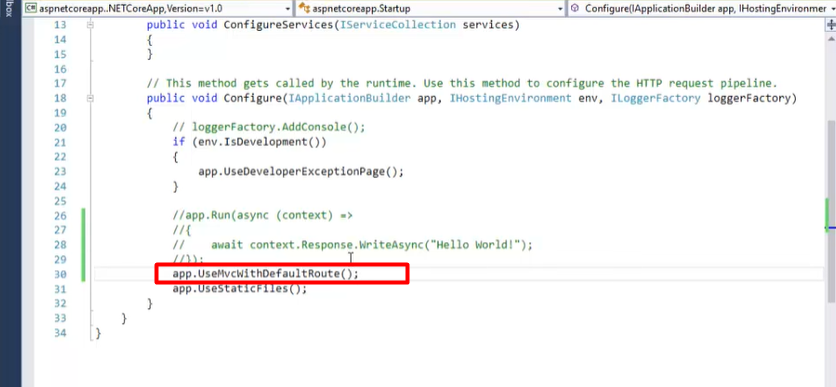 box
aspnetcoreapp..NETCoreApp,Version=v1.0 aspnetcoreapp.Startup Configure(IApplicationBuilder app, IHostingEnvironmer
13 public void ConfigureServices(IServiceCollection services)
14 {
15 }
16
17 // This method gets called by the runtime. Use this method to configure the HTTP request pipeline.
18 public void Configure(IApplicationBuilder app, IHostingEnvironment env, ILoggerFactory loggerFactory)
19 {
20 // loggerFactory.AddConsole();
21 if (env.IsDevelopment())
22 {
23 app.UseDeveloperExceptionPage();
24 }
25
26 //app.Run(async (context) =>
27 //{
28 // await context.Response.WriteAsync("Hello World!");
29 //});
30 app.UseMvcWithDefaultRoute();
31 app.UseStaticFiles();
32 }
33 }
34 }